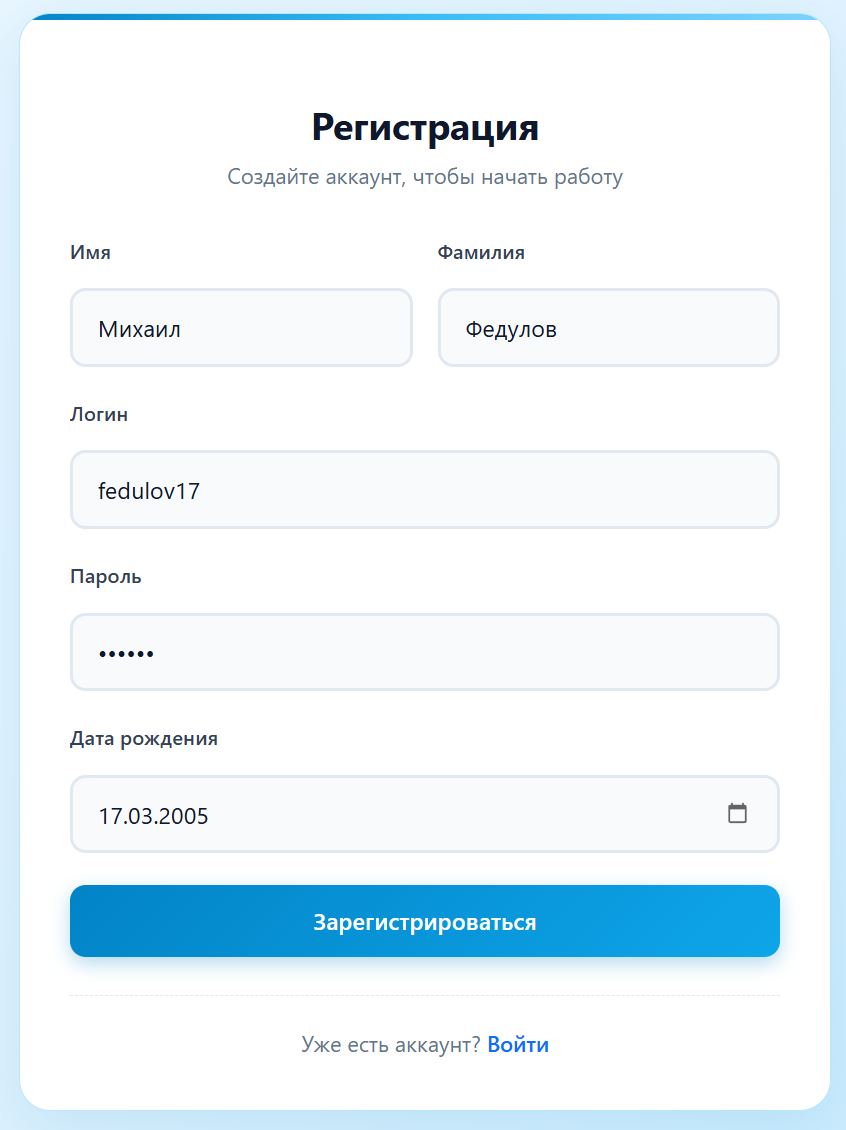 Регистрация
Создайте аккаунт, чтобы начать работу
Имя
Фамилия
Михаил
Федулов
Логин
fedulov17
Пароль
••••••
Дата рождения
17.03.2005
Зарегистрироваться
Уже есть аккаунт? Войти